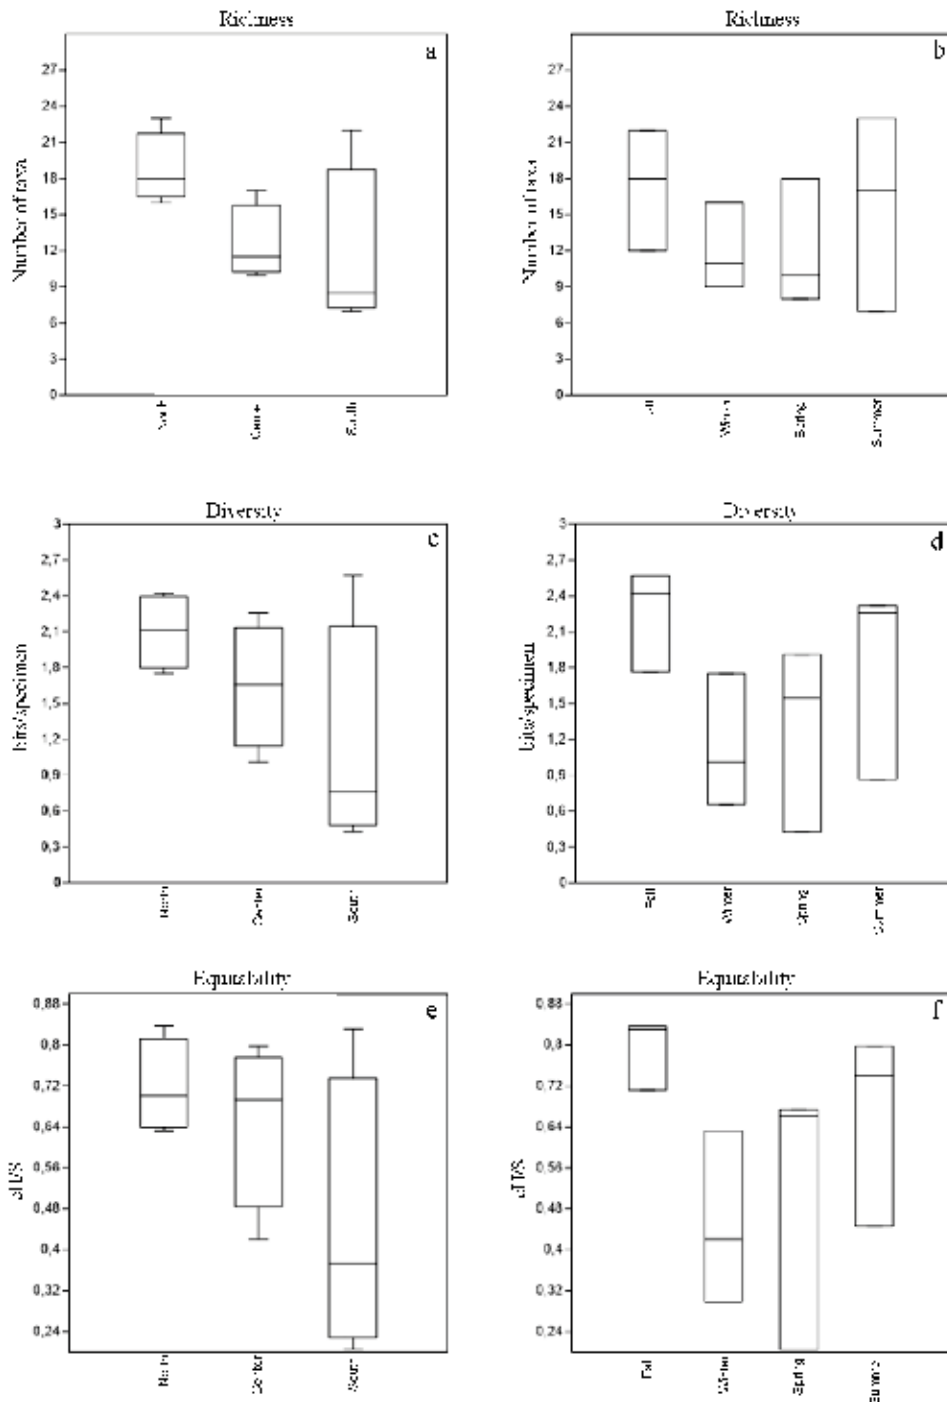 Richness
a
27
24
21
18
15
12
9
6
3
0
Number of taxa
South
Richness
b
27
24
21
18
15
12
9
6
3
0
Number of taxa
Spring
Summer
Diversity
c
3
2,7
2,4
2,1
1,8
1,5
1,2
0,9
0,6
0,3
0
bits/specimen
North
Center
South
Diversity
d
3
2,7
2,4
2,1
1,8
1,5
1,2
0,9
0,6
0,3
0
bits/specimen
Fall
Winter
Spring
Summer
Equitability
e
0,88
0,8
0,72
0,64
0,56
0,48
0,4
0,32
0,24
North
Center
South
Equitability
f
0,88
0,8
0,72
0,64
0,56
0,48
0,4
0,32
0,24
Fall
Winter
Spring